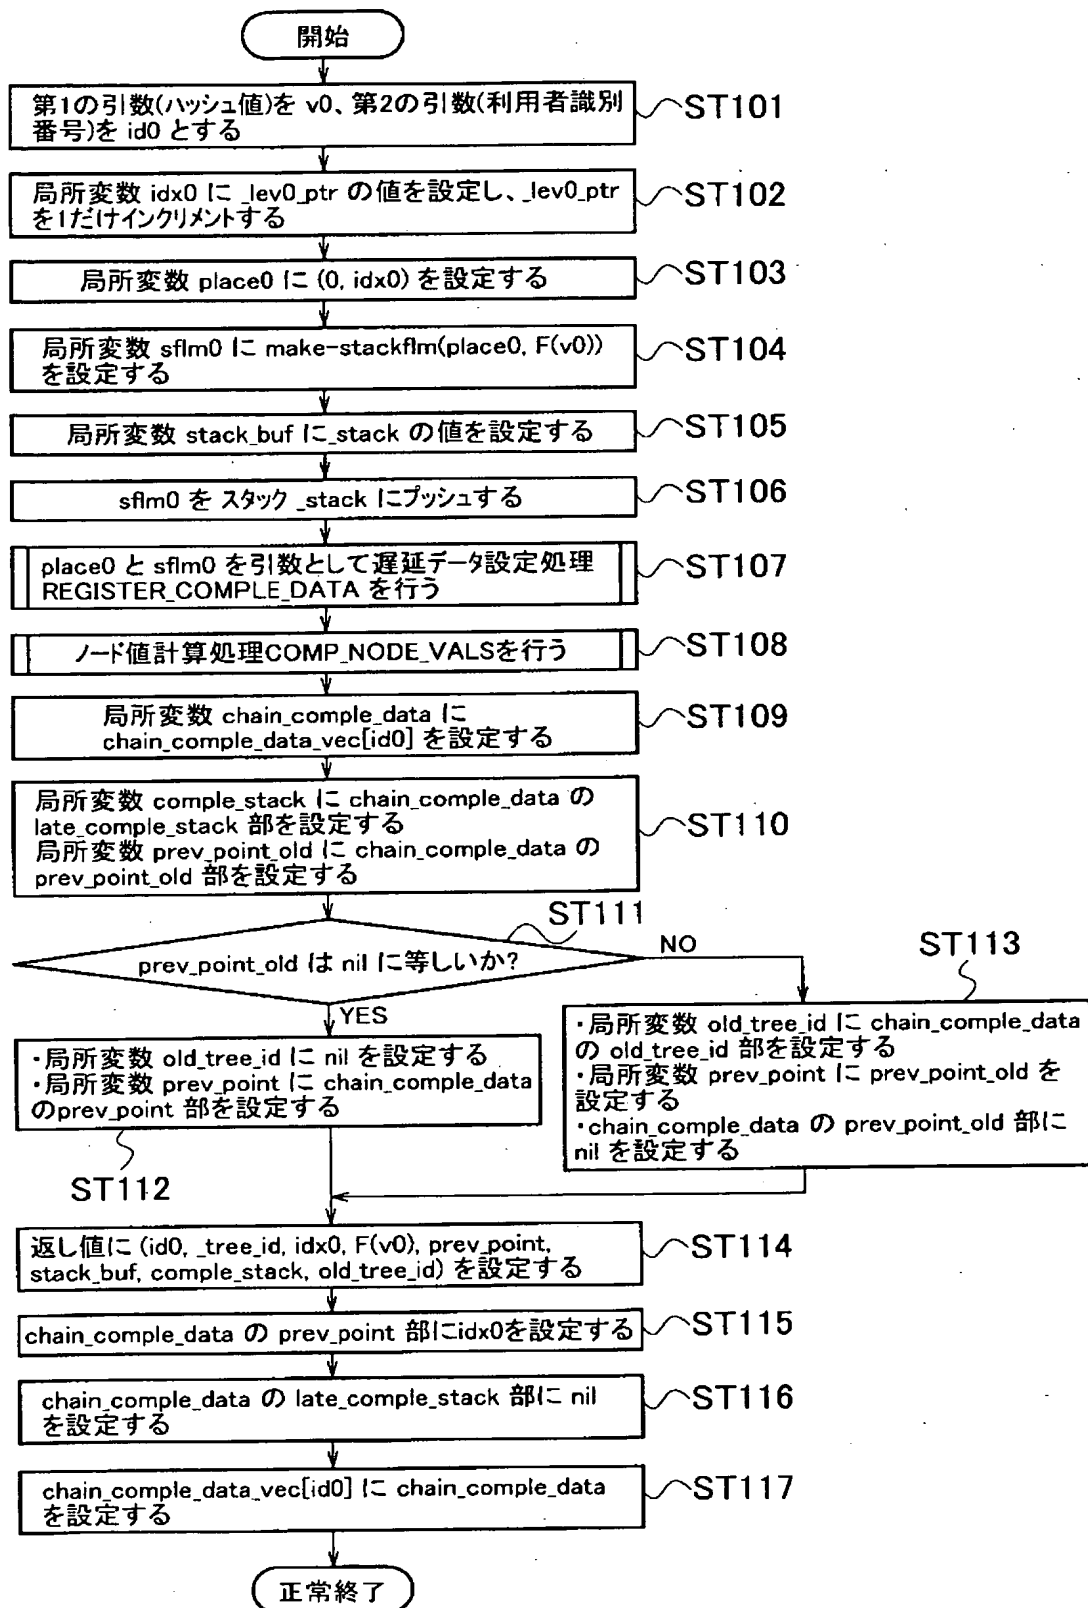 開始
第1の引数(ハッシュ値)を v0、第2の引数(利用者識別
番号)を id0 とする
ST101
局所変数 idx0 に _lev0_ptr の値を設定し、_lev0_ptr
を1だけインクリメントする
ST102
局所変数 place0 に (0, idx0) を設定する
ST103
局所変数 sflm0 に make-stackflm(place0, F(v0))
を設定する
ST104
局所変数 stack_buf に _stack の値を設定する
ST105
sflm0 を スタック _stack にプッシュする
ST106
place0 と sflm0 を引数として遅延データ設定処理
REGISTER_COMPLE_DATA を行う
ST107
ノード値計算処理COMP_NODE_VALSを行う
ST108
局所変数 chain_comple_data に
chain_comple_data_vec[id0] を設定する
ST109
局所変数 comple_stack に chain_comple_data の
late_comple_stack 部を設定する
局所変数 prev_point_old に chain_comple_data の
prev_point_old 部を設定する
ST110
ST111
prev_point_old は nil に等しいか?
NO
YES
ST113
・局所変数 old_tree_id に nil を設定する
・局所変数 prev_point に chain_comple_data
のprev_point 部を設定する
ST112
・局所変数 old_tree_id に chain_comple_data
の old_tree_id 部を設定する
・局所変数 prev_point に prev_point_old を
設定する
・chain_comple_data の prev_point_old 部に
nil を設定する
返し値に (id0, _tree_id, idx0, F(v0), prev_point,
stack_buf, comple_stack, old_tree_id) を設定する
ST114
chain_comple_data の prev_point 部にidx0を設定する
ST115
chain_comple_data の late_comple_stack 部に nil
を設定する
ST116
chain_comple_data_vec[id0] に chain_comple_data
を設定する
ST117
正常終了